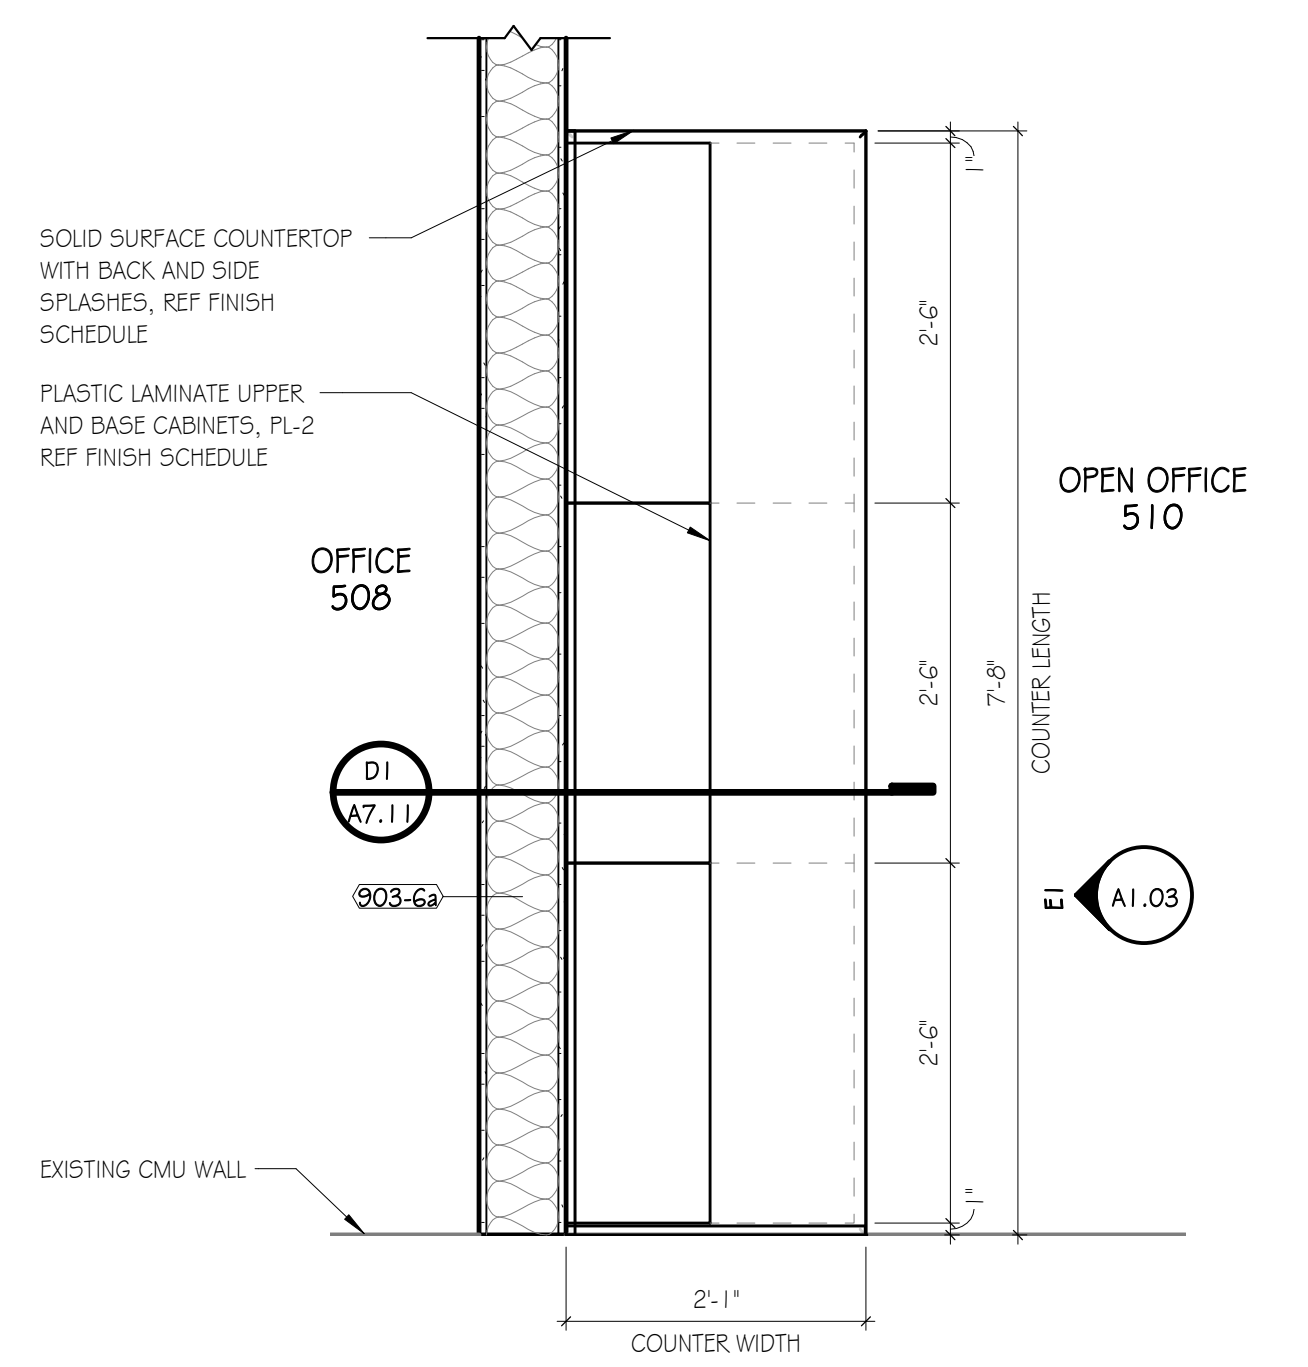 1"
SOLID SURFACE COUNTERTOP
WITH BACK AND SIDE
SPLASHES, REF FINISH
SCHEDULE
2'-6"
PLASTIC LAMINATE UPPER
AND BASE CABINETS, PL-2
REF FINISH SCHEDULE
OPEN OFFICE
510
OFFICE
508
2'-6"
7'-8"
COUNTER LENGTH
D1
A7.11
903-6a
E1
A1.03
2'-6"
EXISTING CMU WALL
1"
2'-1"
COUNTER WIDTH